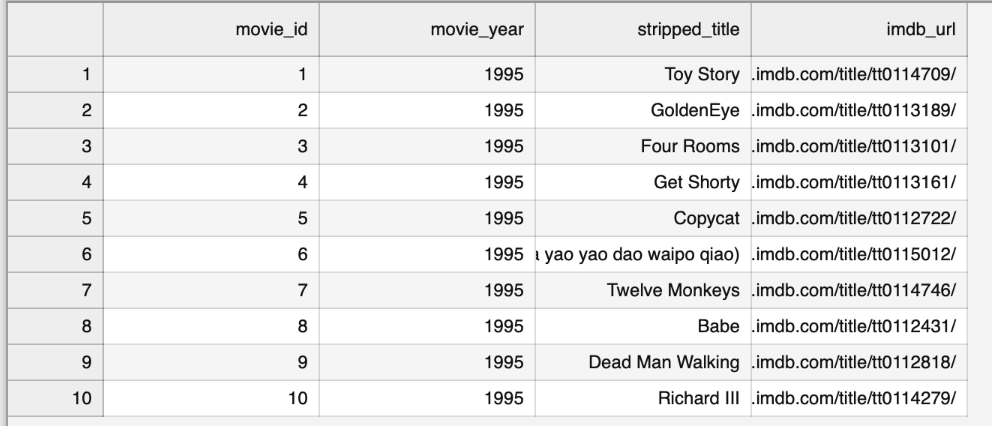 movie_id movie_year stripped_title imdb_url
1 1 1995 Toy Story .imdb.com/title/tt0114709/
2 2 1995 GoldenEye .imdb.com/title/tt0113189/
3 3 1995 Four Rooms .imdb.com/title/tt0113101/
4 4 1995 Get Shorty .imdb.com/title/tt0113161/
5 5 1995 Copycat .imdb.com/title/tt0112722/
6 6 1995 yao yao dao waipo qiao) .imdb.com/title/tt0115012/
7 7 1995 Twelve Monkeys .imdb.com/title/tt0114746/
8 8 1995 Babe .imdb.com/title/tt0112431/
9 9 1995 Dead Man Walking .imdb.com/title/tt0112818/
10 10 1995 Richard III .imdb.com/title/tt0114279/